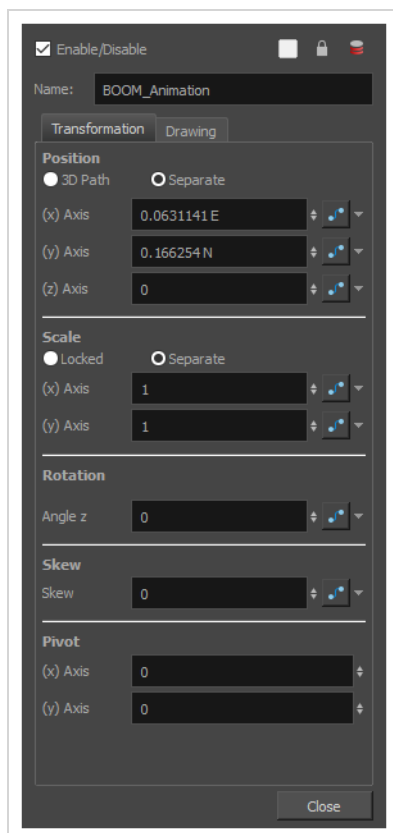 Enable/Disable
Name: BOOM_Animation
Transformation Drawing
Position
3D Path Separate
(x) Axis 0.0631141 E
(y) Axis 0.166254 N
(z) Axis 0
Scale
Locked Separate
(x) Axis 1
(y) Axis 1
Rotation
Angle z 0
Skew
Skew 0
Pivot
(x) Axis 0
(y) Axis 0
Close